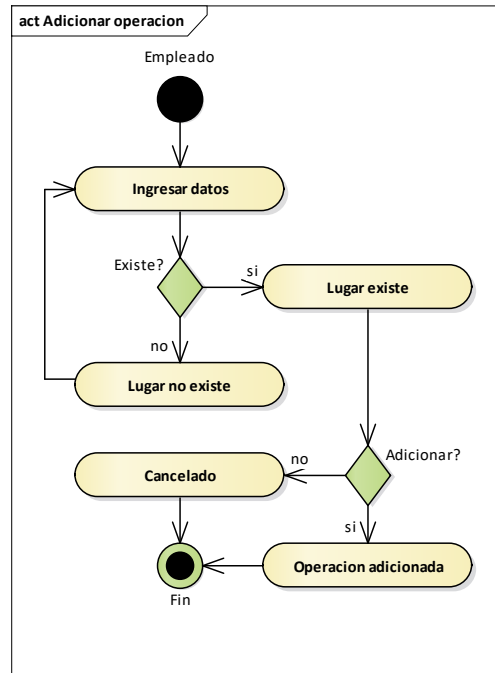 act Adicionar operacion
Empleado
Ingresar datos
Existe?
si
Lugar existe
no
Lugar no existe
Adicionar?
no
Cancelado
si
Operacion adicionada
Fin